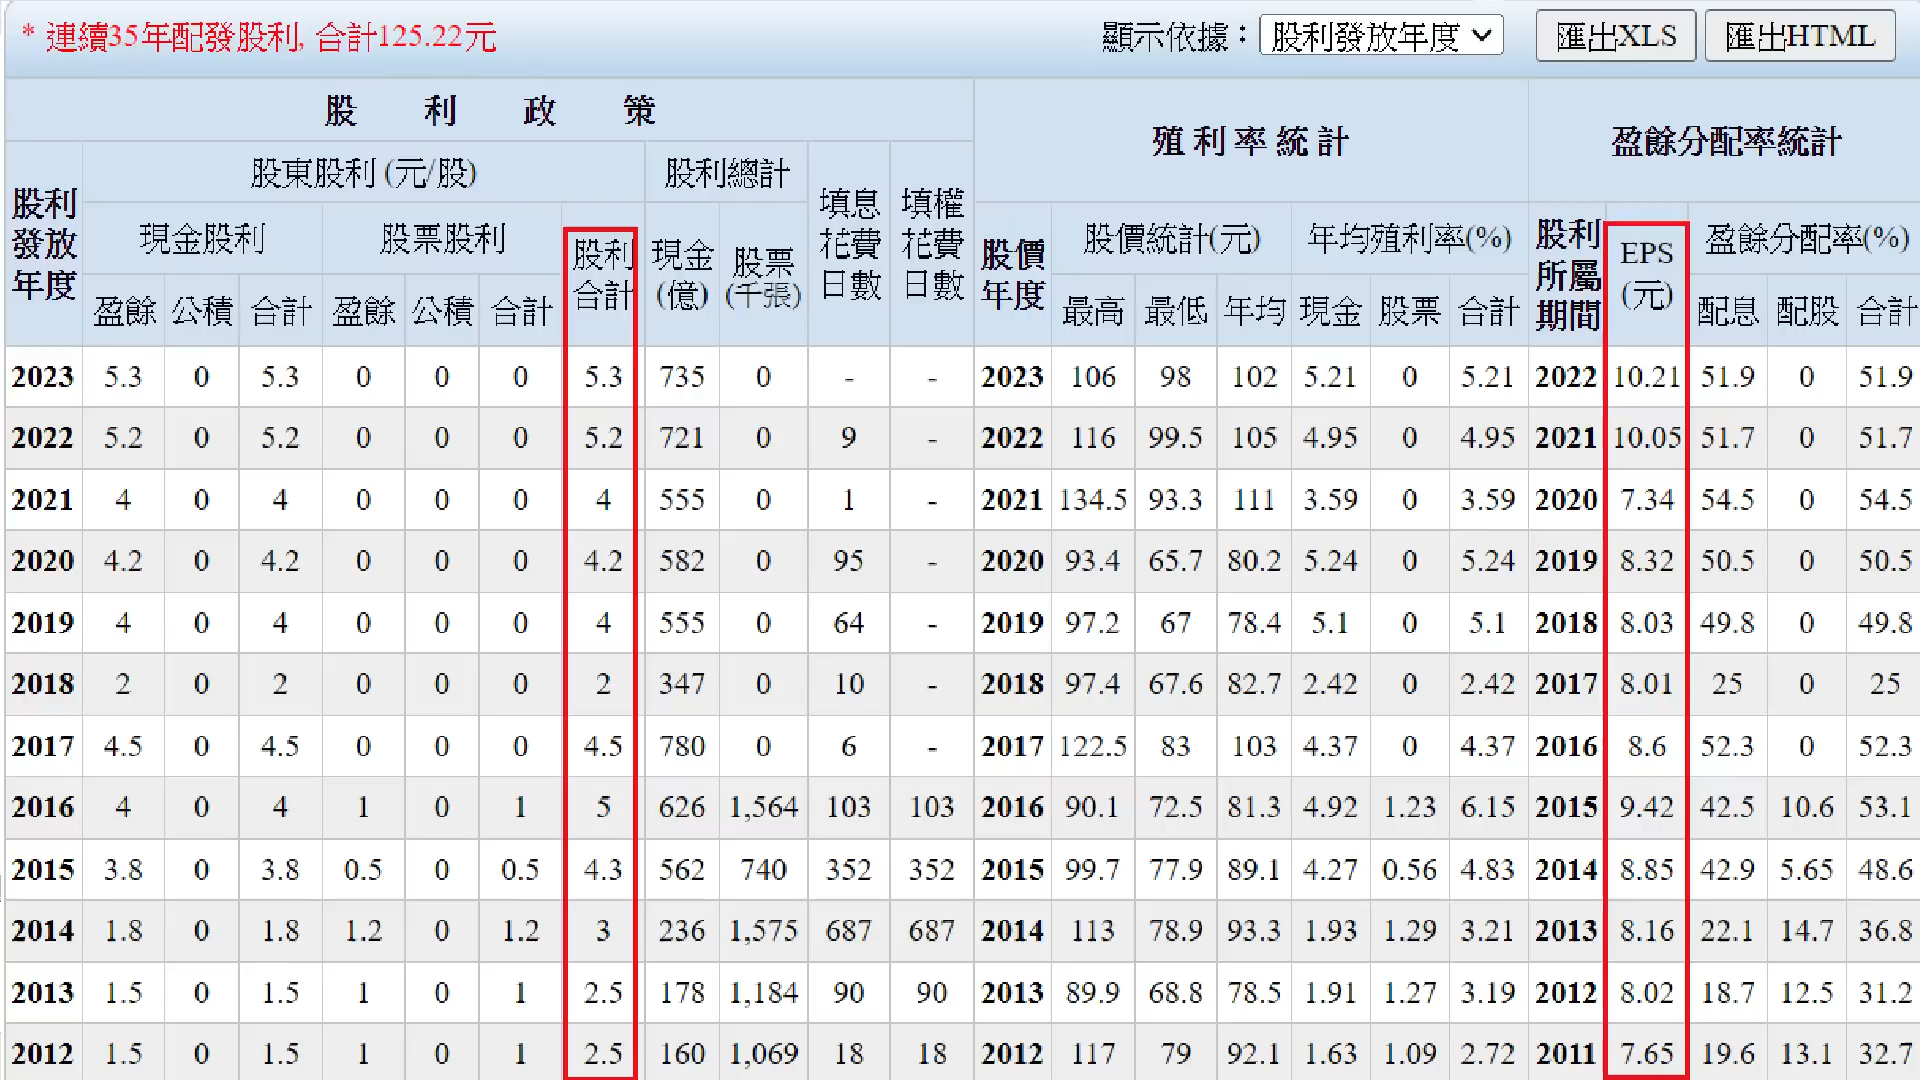 * 連續35年配發股利, 合計125.22元 顯示依據： 股利發放年度 匯出XLS 匯出HTML
股 利 政 策 殖 利 率 統 計 盈餘分配率統計
股利發放年度 股東股利 (元/股) 股利總計 填息花費日數 填權花費日數
現金股利 股票股利 股利合計 現金(億) 股票(千張) 股價年度 股價統計(元) 年均殖利率(%) 股利所屬期間 EPS(元) 盈餘分配率(%)
盈餘 公積 合計 盈餘 公積 合計 最高 最低 年均 現金 股票 合計 配息 配股 合計
2023 5.3 0 5.3 0 0 0 5.3 735 0 - - 2023 106 98 102 5.21 0 5.21 2022 10.21 51.9 0 51.9
2022 5.2 0 5.2 0 0 0 5.2 721 0 9 - 2022 116 99.5 105 4.95 0 4.95 2021 10.05 51.7 0 51.7
2021 4 0 4 0 0 0 4 555 0 1 - 2021 134.5 93.3 111 3.59 0 3.59 2020 7.34 54.5 0 54.5
2020 4.2 0 4.2 0 0 0 4.2 582 0 95 - 2020 93.4 65.7 80.2 5.24 0 5.24 2019 8.32 50.5 0 50.5
2019 4 0 4 0 0 0 4 555 0 64 - 2019 97.2 67 78.4 5.1 0 5.1 2018 8.03 49.8 0 49.8
2018 2 0 2 0 0 0 2 347 0 10 - 2018 97.4 67.6 82.7 2.42 0 2.42 2017 8.01 25 0 25
2017 4.5 0 4.5 0 0 0 4.5 780 0 6 - 2017 122.5 83 103 4.37 0 4.37 2016 8.6 52.3 0 52.3
2016 4 0 4 1 0 1 5 626 1,564 103 103 2016 90.1 72.5 81.3 4.92 1.23 6.15 2015 9.42 42.5 10.6 53.1
2015 3.8 0 3.8 0.5 0 0.5 4.3 562 740 352 352 2015 99.7 77.9 89.1 4.27 0.56 4.83 2014 8.85 42.9 5.65 48.6
2014 1.8 0 1.8 1.2 0 1.2 3 236 1,575 687 687 2014 113 78.9 93.3 1.93 1.29 3.21 2013 8.16 22.1 14.7 36.8
2013 1.5 0 1.5 1 0 1 2.5 178 1,184 90 90 2013 89.9 68.8 78.5 1.91 1.27 3.19 2012 8.02 18.7 12.5 31.2
2012 1.5 0 1.5 1 0 1 2.5 160 1,069 18 18 2012 117 79 92.1 1.63 1.09 2.72 2011 7.65 19.6 13.1 32.7